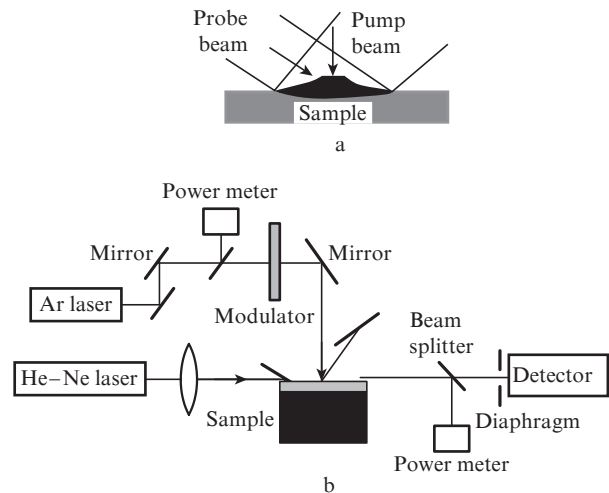 Probe
beam
Pump
beam
Sample
a
Power meter
Mirror
Mirror
Ar laser
Modulator
Beam
splitter
He–Ne laser
Detector
Sample
Diaphragm
Power meter
b